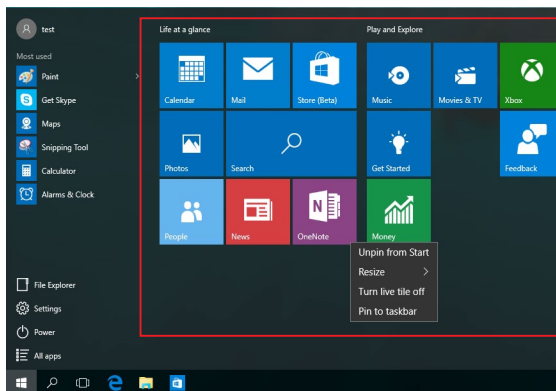 test
Most used
Paint
Get Skype
Maps
Snipping Tool
Calculator
Alarms & Clock
File Explorer
Settings
Power
All apps
Life at a glance
Calendar
Mail
Store (Beta)
Photos
Search
People
News
OneNote
Play and Explore
Music
Movies & TV
Xbox
Get Started
Feedback
Money
Unpin from Start
Resize
Turn live tile off
Pin to taskbar